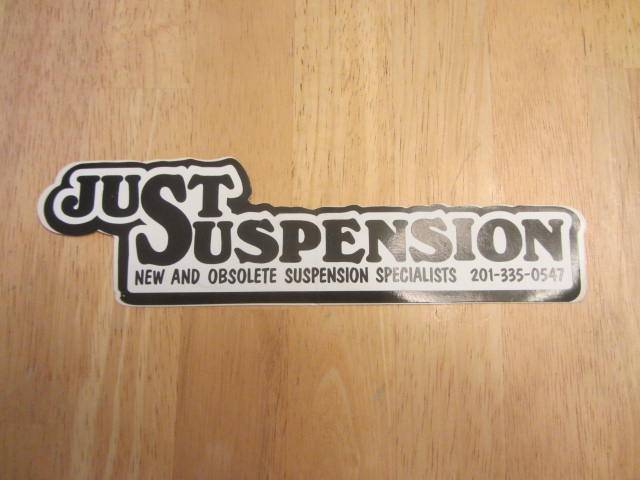 JUST
SUSPENSION
NEW AND OBSOLETE SUSPENSION SPECIALISTS 201-335-0547